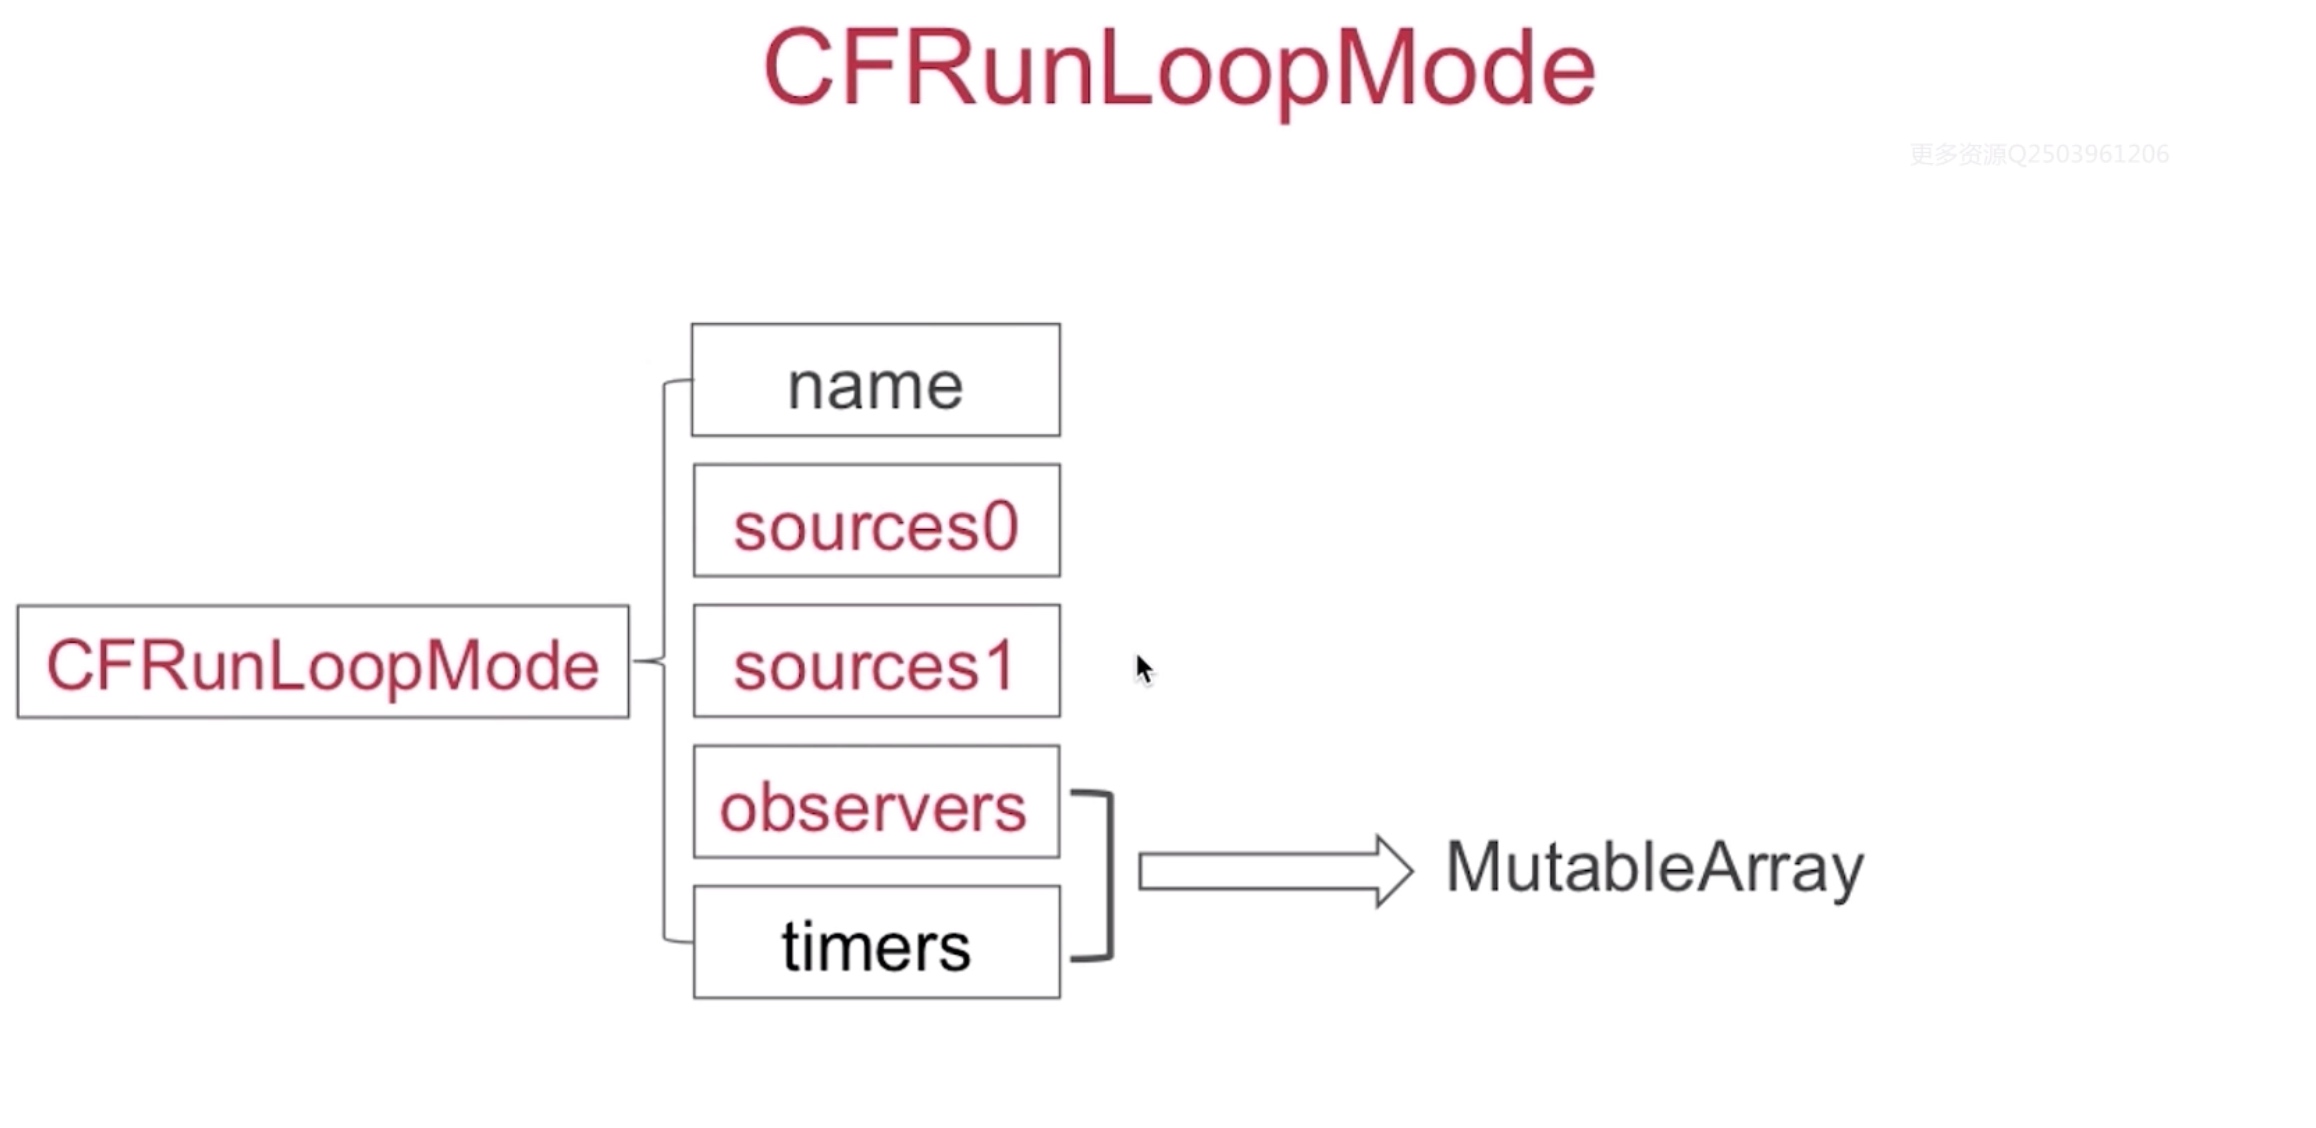 CFRunLoopMode
更多资源Q2503961206
name
sources0
CFRunLoopMode
sources1
observers
MutableArray
timers